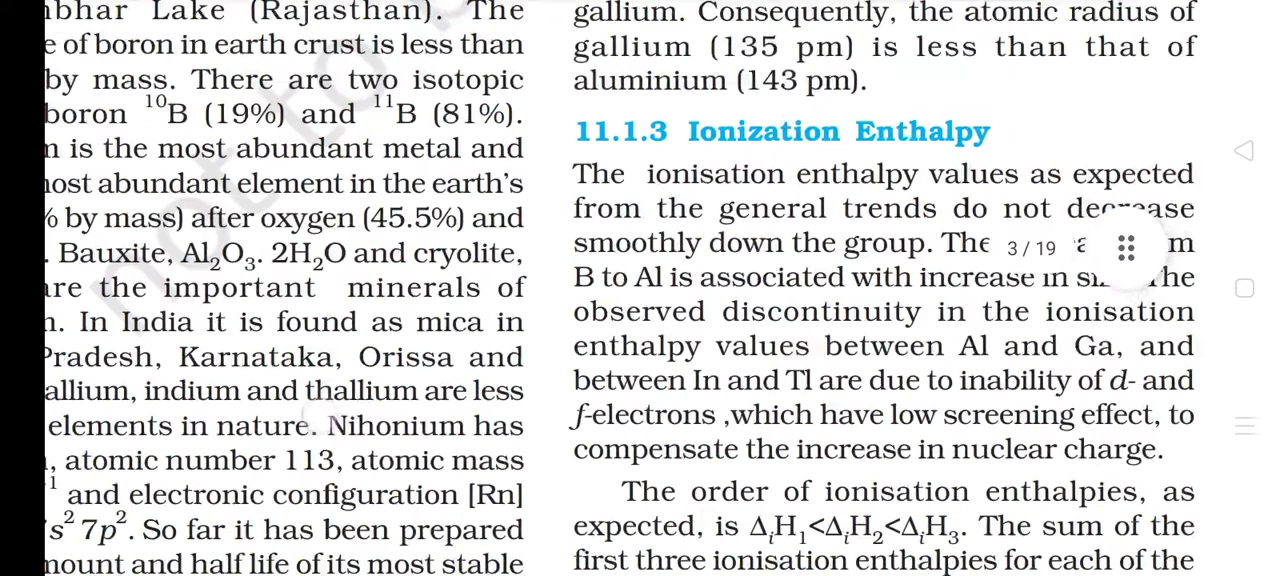 bhar Lake (Rajasthan). The
e of boron in earth crust is less than
by mass. There are two isotopic
boron ¹⁰B (19%) and ¹¹B (81%).
is the most abundant metal and
ost abundant element in the earth's
% by mass) after oxygen (45.5%) and
. Bauxite, Al₂O₃. 2H₂O and cryolite,
are the important minerals of
. In India it is found as mica in
Pradesh, Karnataka, Orissa and
allium, indium and thallium are less
elements in nature. Nihonium has
, atomic number 113, atomic mass
⁻¹ and electronic configuration [Rn]
s² 7p². So far it has been prepared
mount and half life of its most stable
gallium. Consequently, the atomic radius of
gallium (135 pm) is less than that of
aluminium (143 pm).
11.1.3 Ionization Enthalpy
The ionisation enthalpy values as expected
from the general trends do not decrease
smoothly down the group. The m
B to Al is associated with increase in The
observed discontinuity in the ionisation
enthalpy values between Al and Ga, and
between In and Tl are due to inability of d- and
f-electrons ,which have low screening effect, to
compensate the increase in nuclear charge.
The order of ionisation enthalpies, as
expected, is ΔᵢH₁<ΔᵢH₂<ΔᵢH₃. The sum of the
first three ionisation enthalpies for each of the
3 / 19
not to